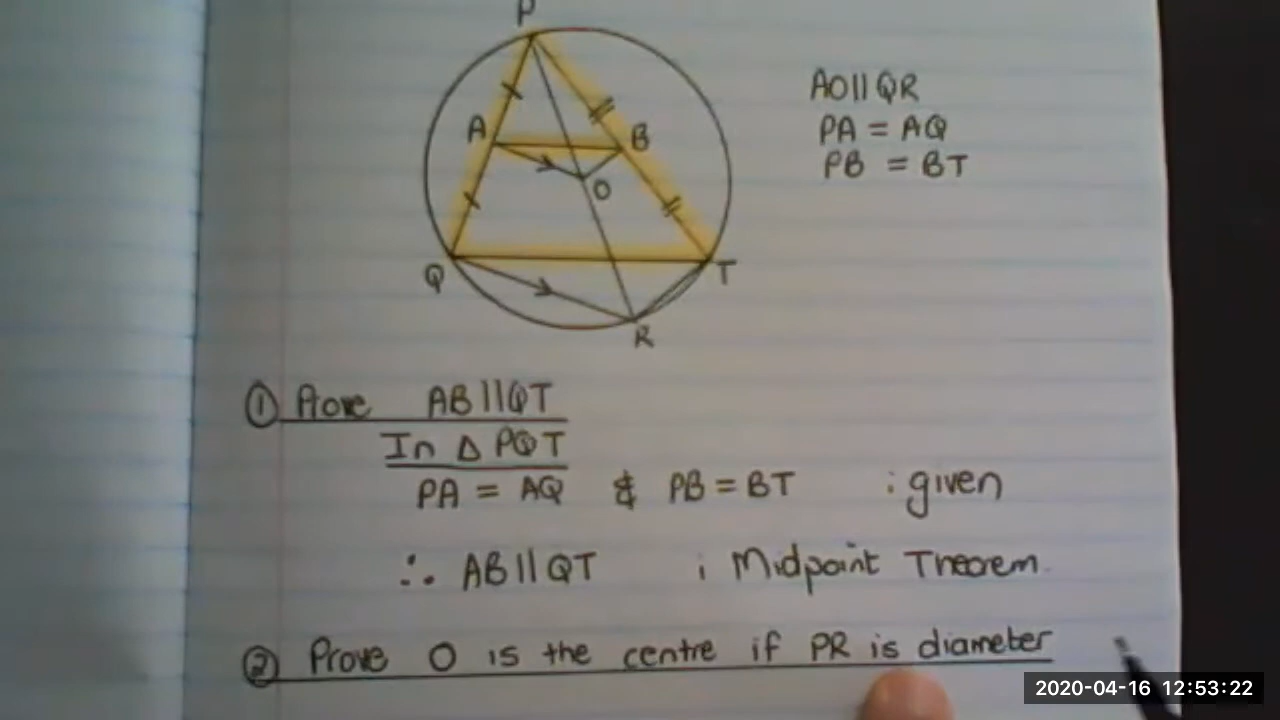 P
AO||QR
A
B
PA = AQ
PB = BT
O
Q
T
R
① Prove AB||QT
In Δ PQT
PA = AQ & PB = BT ; given
∴ AB||QT ; Midpoint Theorem
② Prove O is the centre if PR is diameter
2020-04-16 12:53:22